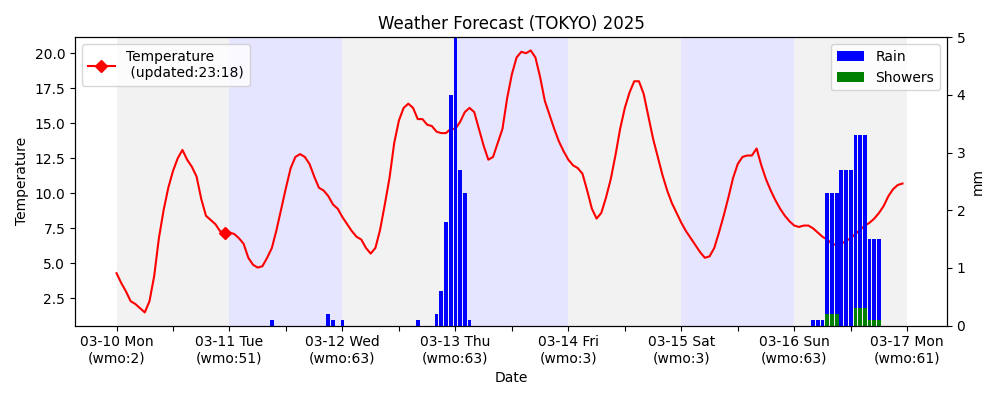 Weather Forecast (TOKYO) 2025
Temperature
(updated:23:18)
Rain
Showers
Temperature
20.0
17.5
15.0
12.5
10.0
7.5
5.0
2.5
5
4
3
2
1
0
mm
03-10 Mon
(wmo:2)
03-11 Tue
(wmo:51)
03-12 Wed
(wmo:63)
03-13 Thu
(wmo:63)
03-14 Fri
(wmo:3)
03-15 Sat
(wmo:3)
03-16 Sun
(wmo:63)
03-17 Mon
(wmo:61)
Date